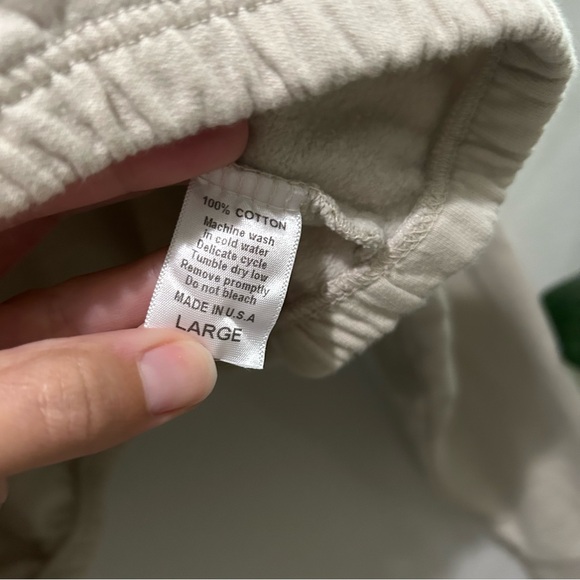 100% COTTON
Machine wash
In cold water
Delicate cycle
Tumble dry low
Remove promptly
Do not bleach
MADE IN U.S.A
LARGE